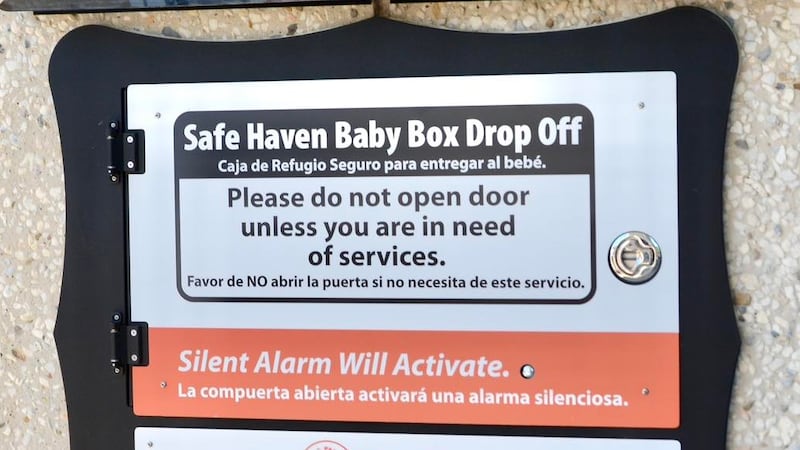 Safe Haven Baby Box Drop Off
Caja de Refugio Seguro para entregar al bebé.
Please do not open door
unless you are in need
of services.
Favor de NO abrir la puerta si no necesita de este servicio.
Silent Alarm Will Activate.
La compuerta abierta activará una alarma silenciosa.